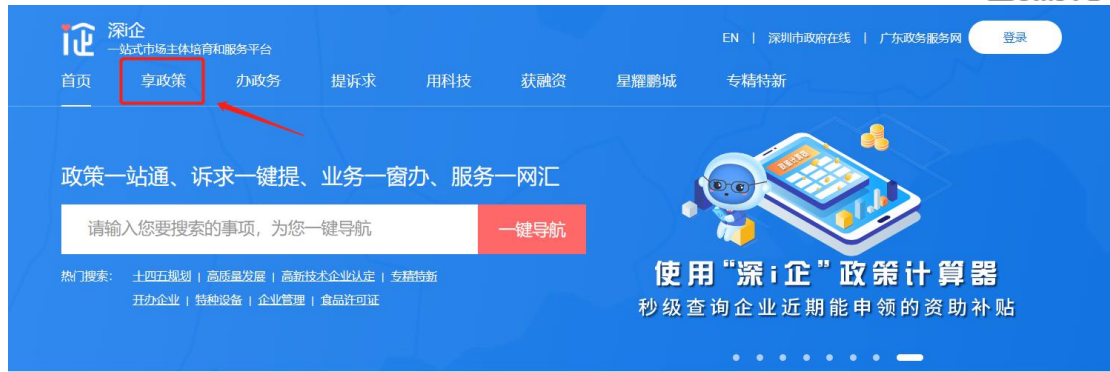 深i企
一站式市场主体培育和服务平台
EN | 深圳市政府在线 | 广东政务服务网 登录
首页 享政策 办政务 提诉求 用科技 获融资 星耀鹏城 专精特新
政策一站通、诉求一键提、业务一窗办、服务一网汇
请输入您要搜索的事项，为您一键导航 一键导航
热门搜索： 十四五规划 | 高质量发展 | 高新技术企业认定 | 专精特新
开办企业 | 特种设备 | 企业管理 | 食品许可证
政策计算器
使用“深i企”政策计算器
秒级查询企业近期能申领的资助补贴